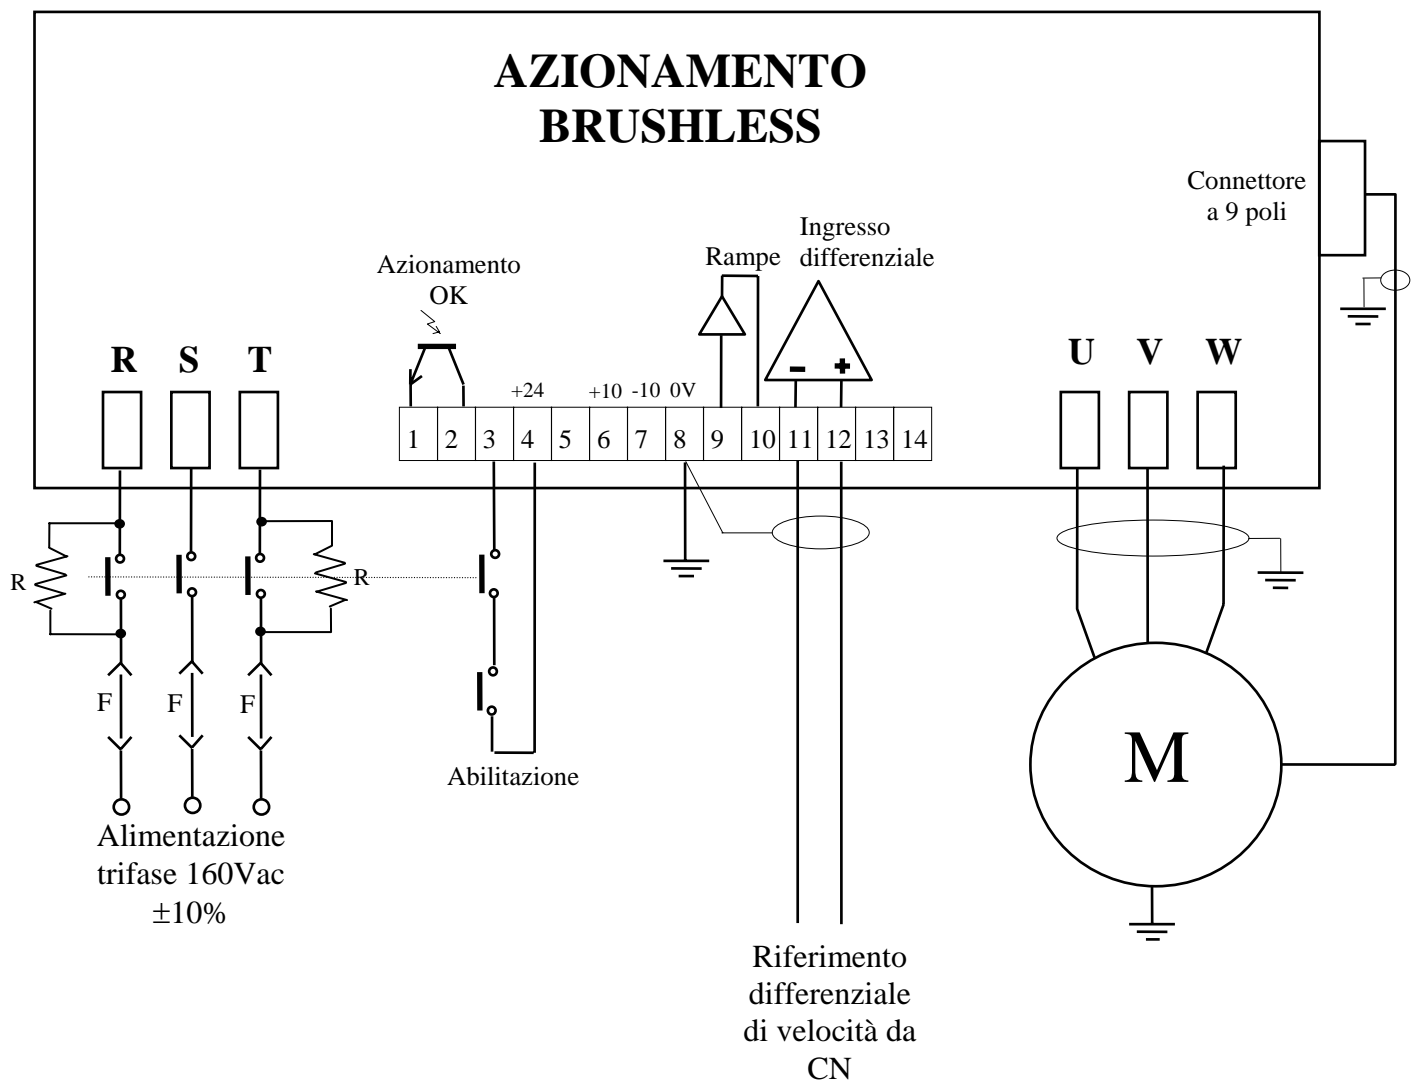 AZIONAMENTO
BRUSHLESS
Connettore
a 9 poli
Ingresso
differenziale
Rampe
Azionamento
OK
R S T
U V W
+24 +10 -10 0V
1 2 3 4 5 6 7 8 9 10 11 12 13 14
R
R
F F F
Abilitazione
M
Alimentazione
trifase 160Vac
±10%
Riferimento
differenziale
di velocità da
CN